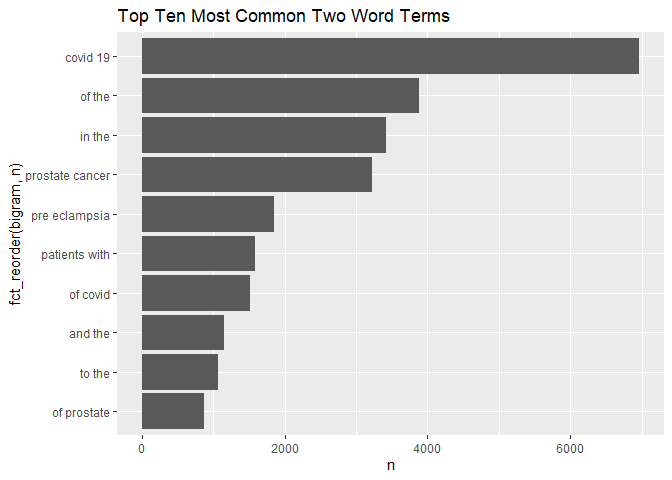 Top Ten Most Common Two Word Terms
fct_reorder(bigram, n)
covid 19
of the
in the
prostate cancer
pre eclampsia
patients with
of covid
and the
to the
of prostate
0 2000 4000 6000
n